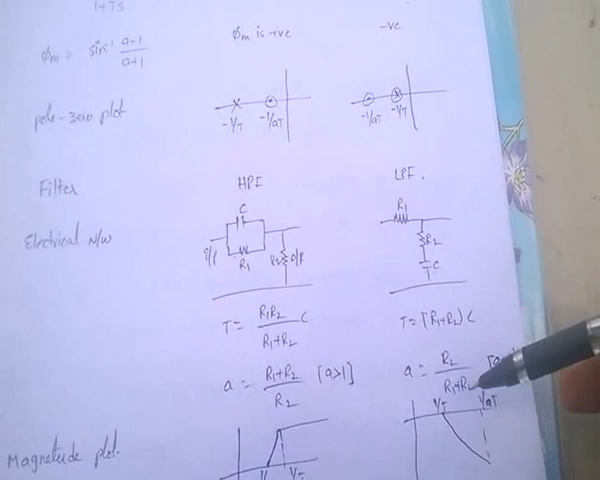 1+Ts
ϕm = sin⁻¹ a-1/a+1 ϕm is +ve -ve
pole-zero plot -1/T -1/aT -1/aT -1/T
Filter HPF LPF.
Electrical N/W i/p C R1 R2 o/p R1 R2 C
T = R1R2/R1+R2 C T = (R1+R2) C
a = R1+R2/R2 [a>1] a = R2/R1+R2 [a
Magnitude plot 1/T 1/T 1/aT